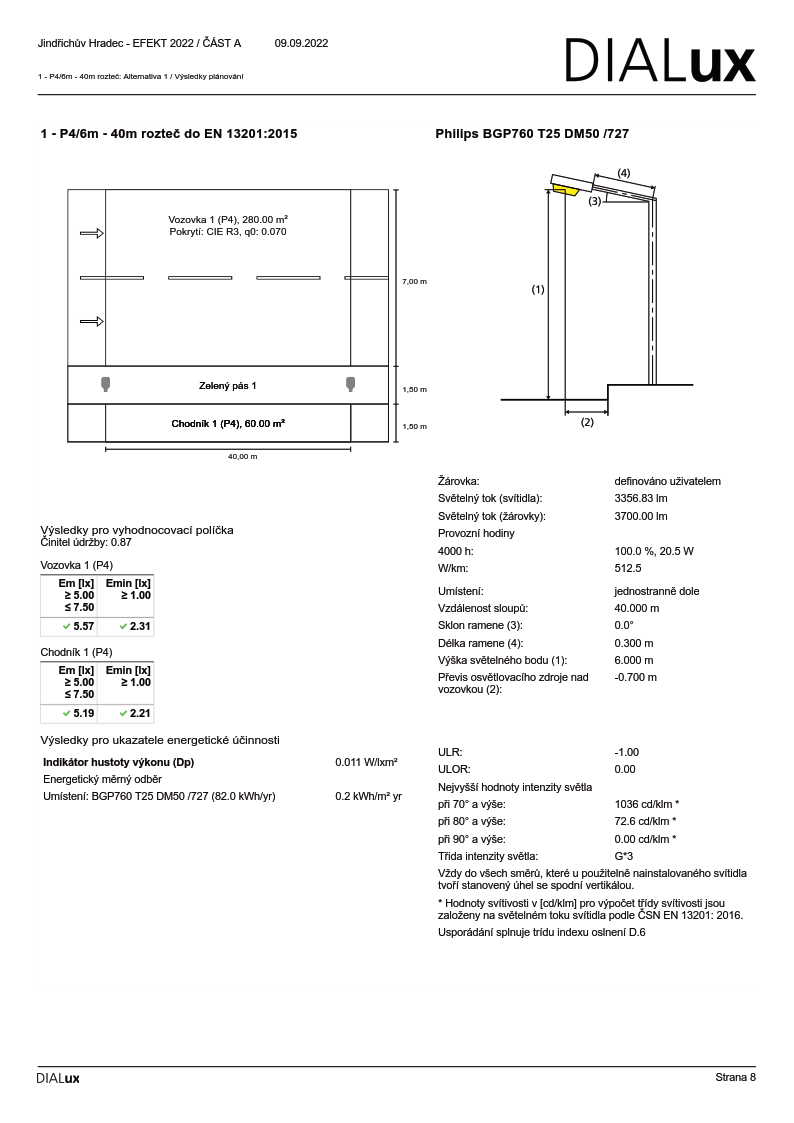 Jindřichův Hradec - EFEKT 2022 / ČÁST A 09.09.2022
DIALux
1 - P4/6m - 40m rozteč: Alternativa 1 / Výsledky plánování
1 - P4/6m - 40m rozteč do EN 13201:2015
Vozovka 1 (P4), 280.00 m²
Pokrytí: CIE R3, q0: 0.070
7,00 m
Zelený pás 1
1,50 m
Chodník 1 (P4), 60.00 m²
1,50 m
40,00 m
Výsledky pro vyhodnocovací políčka
Činitel údržby: 0.87
Vozovka 1 (P4)
Em [lx] Emin [lx]
≥ 5.00 ≥ 1.00
≤ 7.50
✓ 5.57 ✓ 2.31
Chodník 1 (P4)
Em [lx] Emin [lx]
≥ 5.00 ≥ 1.00
≤ 7.50
✓ 5.19 ✓ 2.21
Výsledky pro ukazatele energetické účinnosti
Indikátor hustoty výkonu (Dp) 0.011 W/lxm²
Energetický měrný odběr
Umístení: BGP760 T25 DM50 /727 (82.0 kWh/yr) 0.2 kWh/m² yr
Philips BGP760 T25 DM50 /727
(4)
(3)
(1)
(2)
Žárovka: definováno uživatelem
Světelný tok (svítidla): 3356.83 lm
Světelný tok (žárovky): 3700.00 lm
Provozní hodiny
4000 h: 100.0 %, 20.5 W
W/km: 512.5
Umístení: jednostranně dole
Vzdálenost sloupů: 40.000 m
Sklon ramene (3): 0.0°
Délka ramene (4): 0.300 m
Výška světelného bodu (1): 6.000 m
Převis osvětlovacího zdroje nad -0.700 m
vozovkou (2):
ULR: -1.00
ULOR: 0.00
Nejvyšší hodnoty intenzity světla
při 70° a výše: 1036 cd/klm *
při 80° a výše: 72.6 cd/klm *
při 90° a výše: 0.00 cd/klm *
Třida intenzity světla: G*3
Vždy do všech směrů, které u použitelně nainstalovaného svítidla
tvoří stanovený úhel se spodní vertikálou.
* Hodnoty svítivosti v [cd/klm] pro výpočet třídy svítivosti jsou
založeny na světelném toku svítidla podle ČSN EN 13201: 2016.
Usporádání splnuje trídu indexu oslnení D.6
DIALux
Strana 8